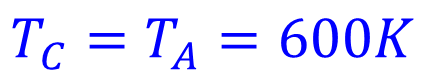 T_C = T_A = 600K